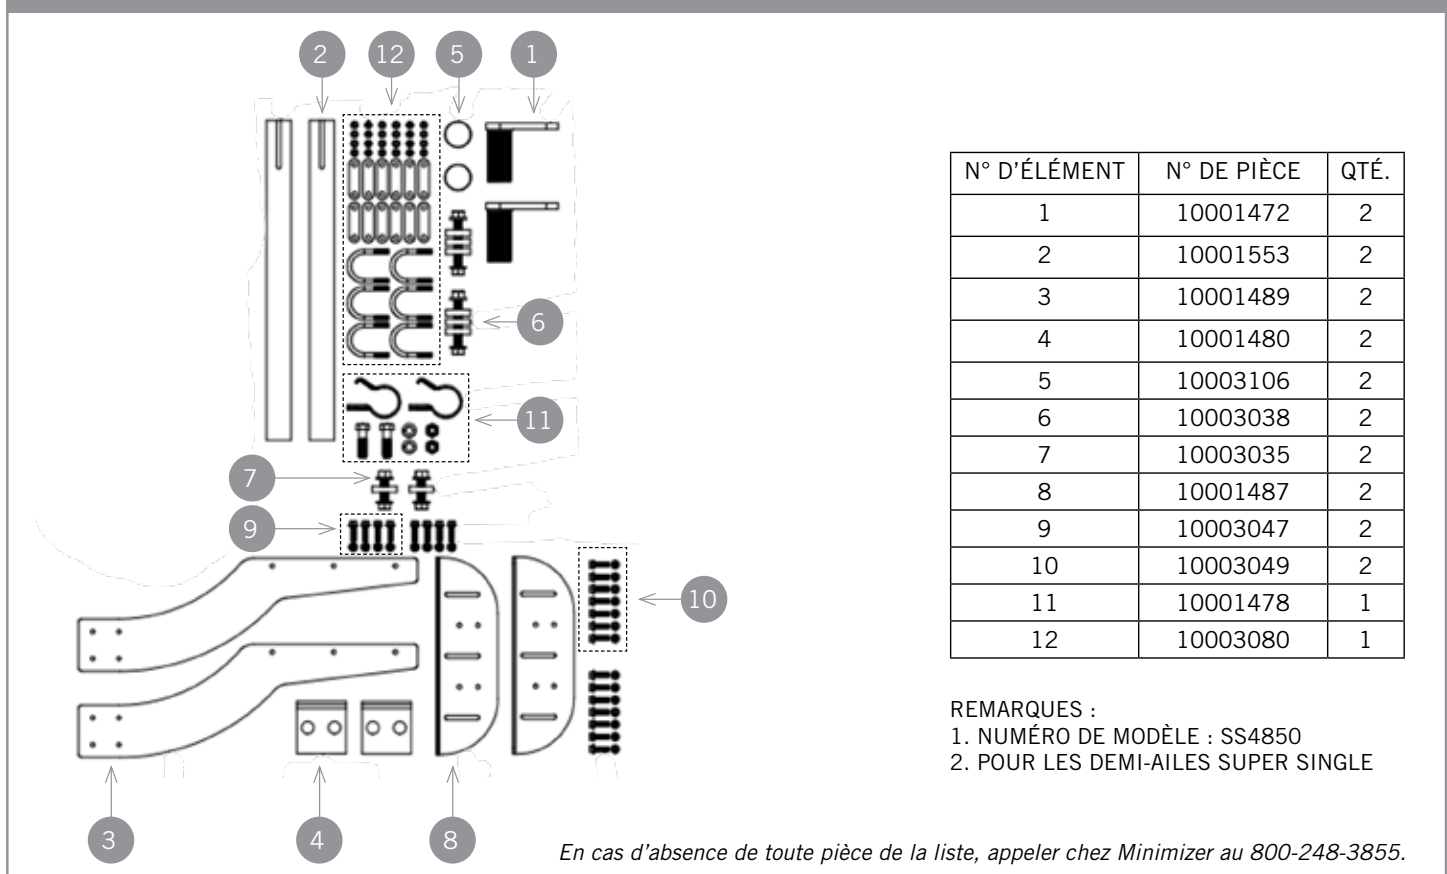 2 12 5 1
6
11
7
9
10
3 4 8
N° D'ÉLÉMENT N° DE PIÈCE QTÉ.
1 10001472 2
2 10001553 2
3 10001489 2
4 10001480 2
5 10003106 2
6 10003038 2
7 10003035 2
8 10001487 2
9 10003047 2
10 10003049 2
11 10001478 1
12 10003080 1
REMARQUES :
1. NUMÉRO DE MODÈLE : SS4850
2. POUR LES DEMI-AILES SUPER SINGLE
En cas d'absence de toute pièce de la liste, appeler chez Minimizer au 800-248-3855.